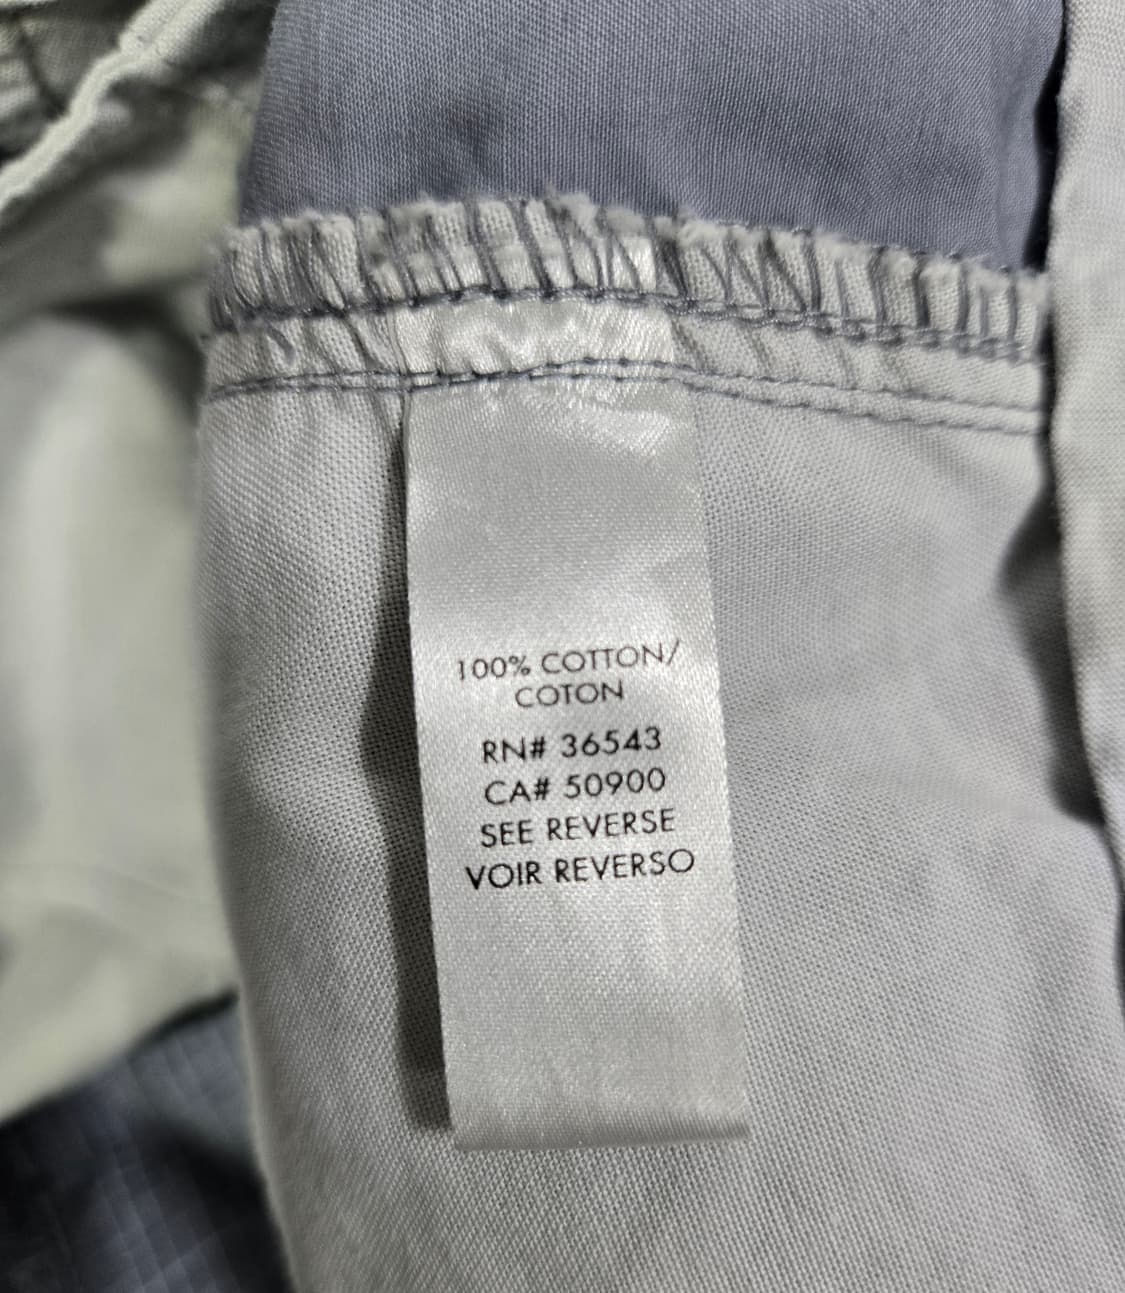 100% COTTON/
COTON
RN# 36543
CA# 50900
SEE REVERSE
VOIR REVERSO